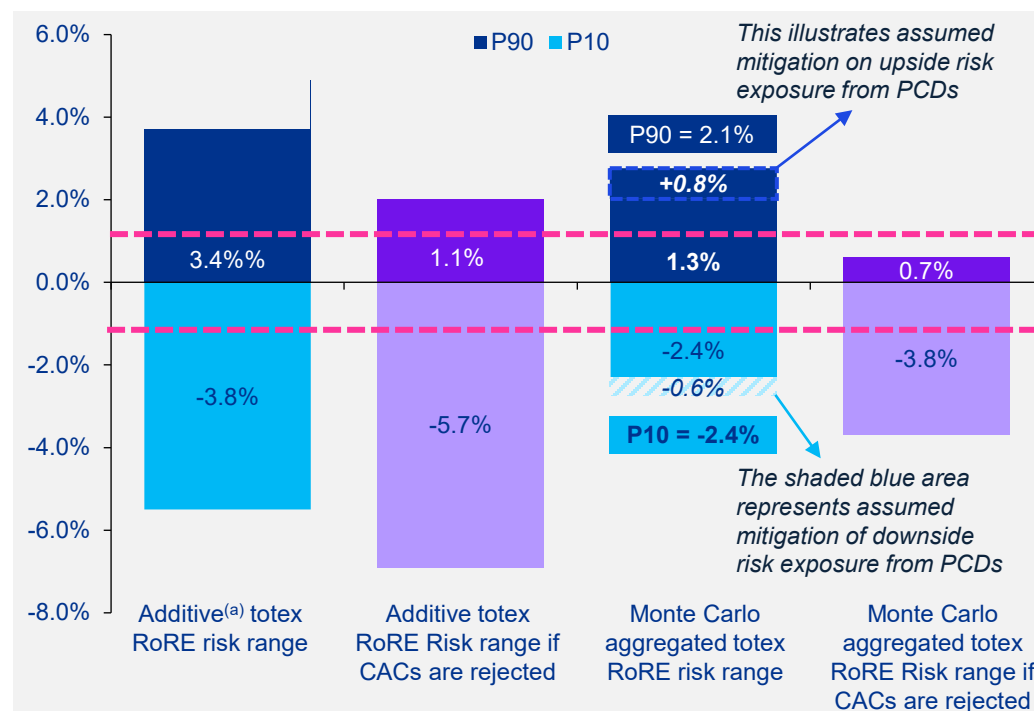 6.0%
4.0%
2.0%
0.0%
-2.0%
-4.0%
-6.0%
-8.0%
P90 P10
This illustrates assumed
mitigation on upside risk
exposure from PCDs
3.4%%
-3.8%
1.1%
-5.7%
P90 = 2.1%
+0.8%
1.3%
-2.4%
-0.6%
P10 = -2.4%
0.7%
-3.8%
The shaded blue area
represents assumed
mitigation of downside
risk exposure from PCDs
Additive(a) totex
RoRE risk range
Additive totex
RoRE Risk range if
CACs are rejected
Monte Carlo
aggregated totex
RoRE risk range
Monte Carlo
aggregated totex
RoRE Risk range if
CACs are rejected